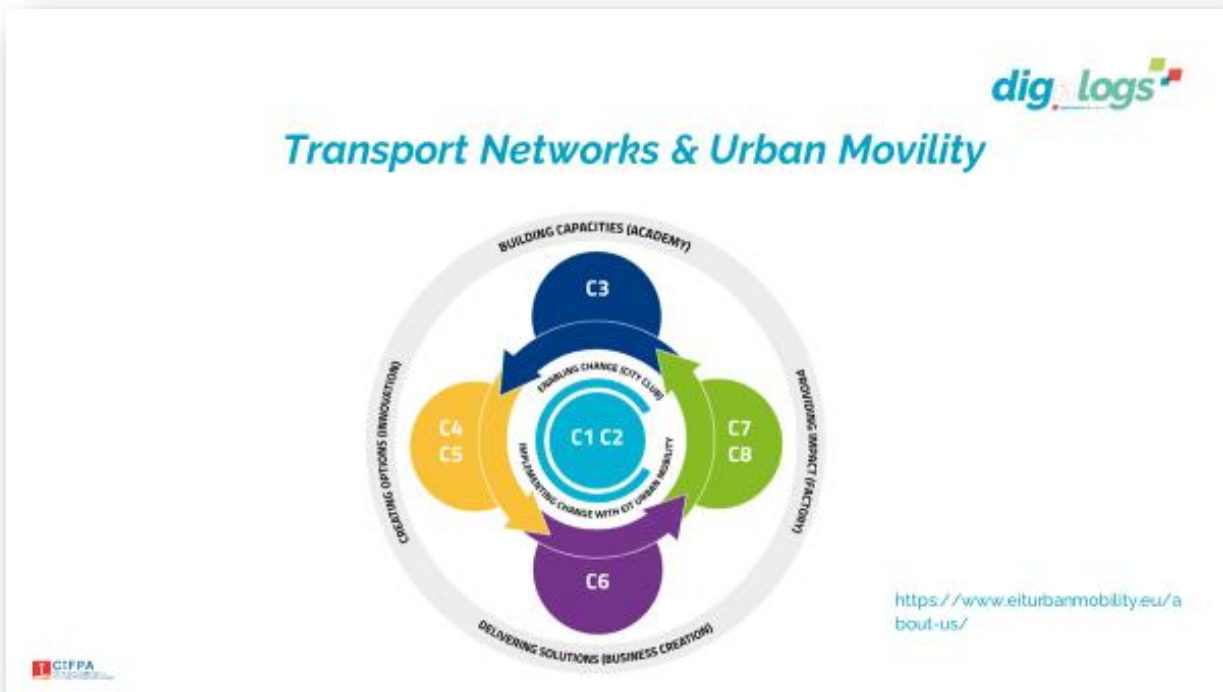 dig logs
Transport Networks & Urban Movility
BUILDING CAPACITIES (ACADEMY)
C3
ENABLING CHANGE (CITY CLUB)
CREATING OPTIONS (INNOVATION)
C4
C5
C1 C2
C7
C8
PROVIDING IMPACT (FACTORY)
IMPLEMENTING CHANGE WITH EIT URBAN MOBILITY
C6
DELIVERING SOLUTIONS (BUSINESS CREATION)
https://www.eiturbanmobility.eu/a
bout-us/
CIFPA